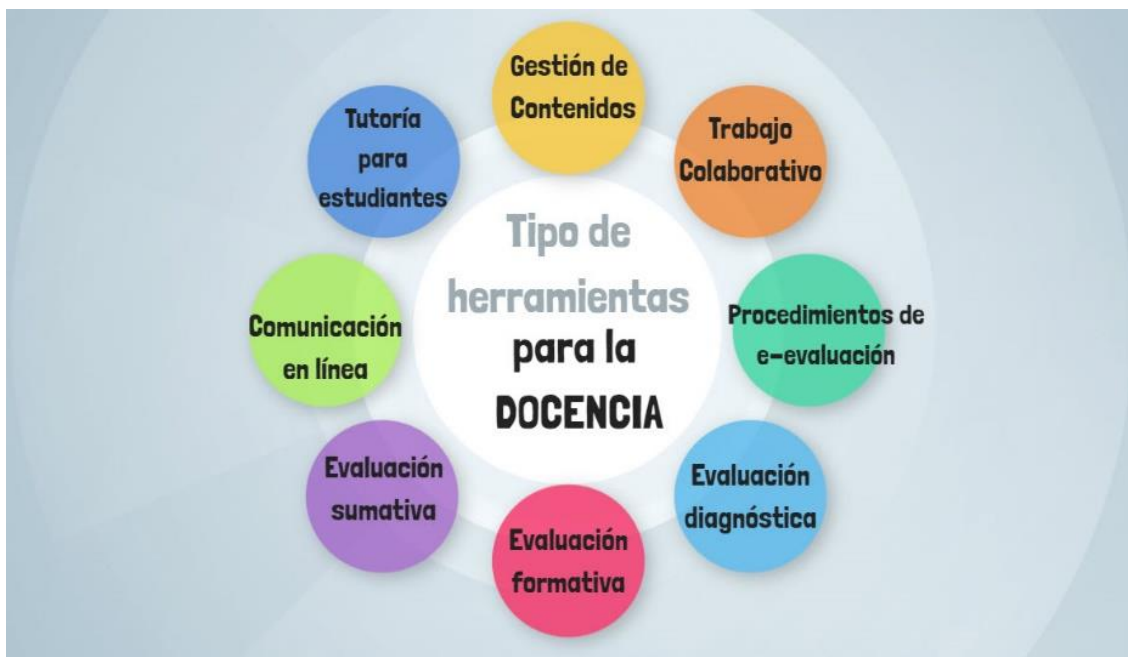 Tipo de
herramientas
para la
DOCENCIA
Gestión de
Contenidos
Trabajo
Colaborativo
Procedimientos de
e-evaluación
Evaluación
diagnóstica
Evaluación
formativa
Evaluación
sumativa
Comunicación
en línea
Tutoría
para
estudiantes